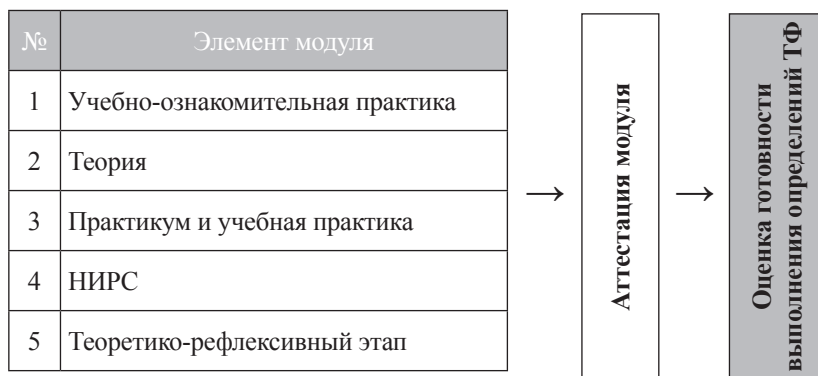 № Элемент модуля
1 Учебно-ознакомительная практика
2 Теория
3 Практикум и учебная практика
4 НИРС
5 Теоретико-рефлексивный этап
→
Аттестация модуля
→
Оценка готовности
выполнения определений ТФ